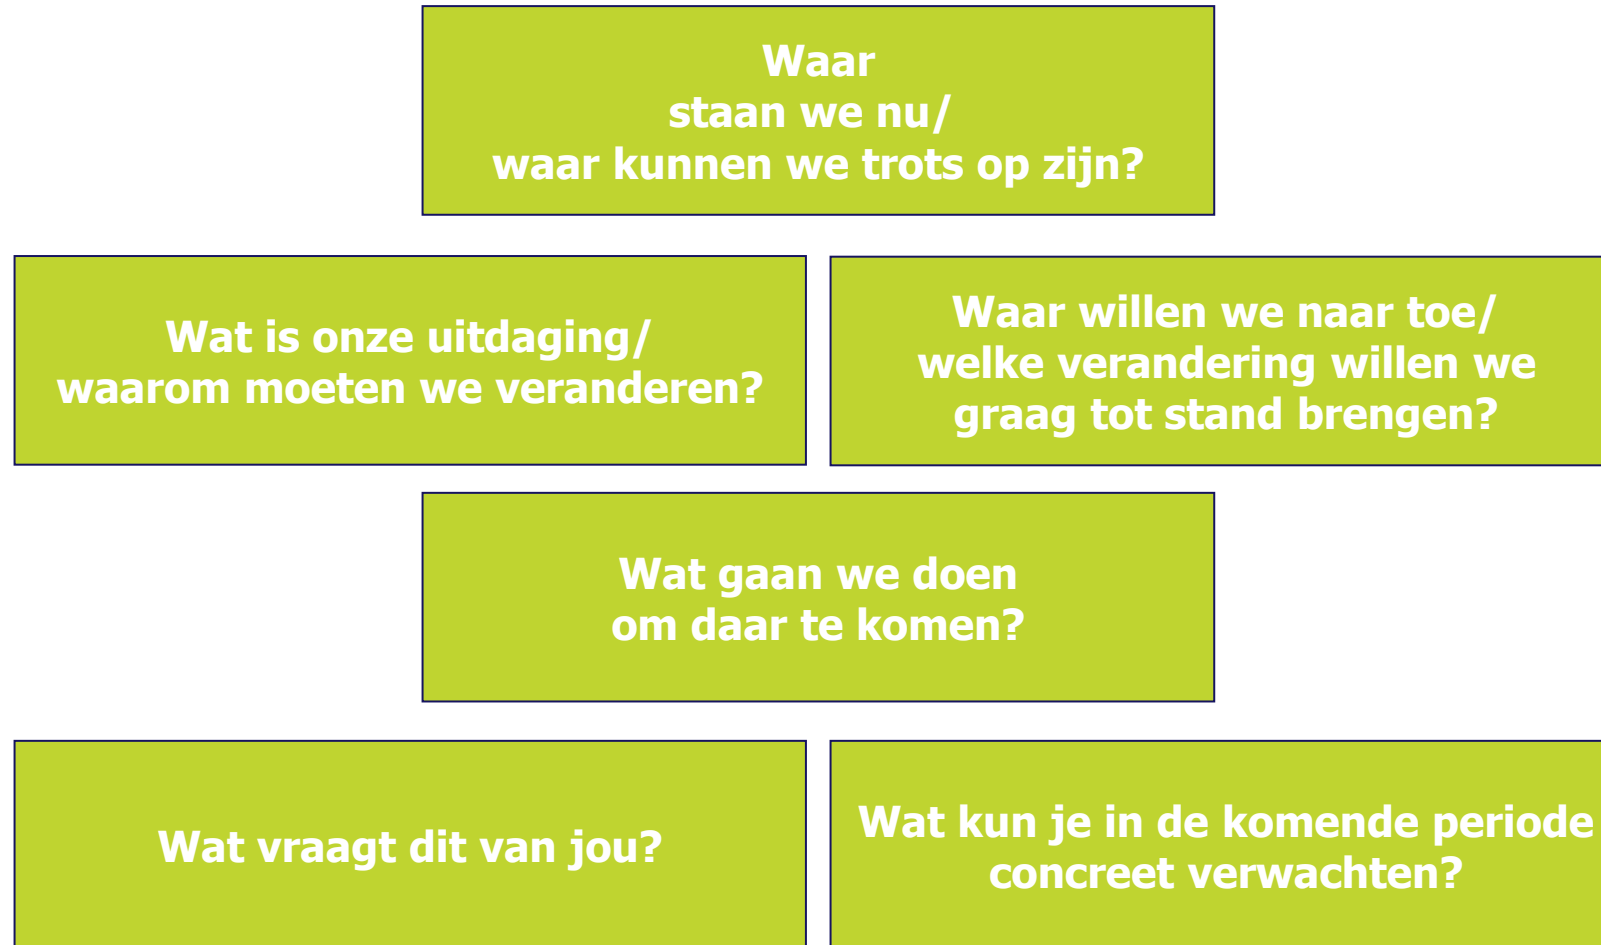 Waar
staan we nu/
waar kunnen we trots op zijn?
Wat is onze uitdaging/
waarom moeten we veranderen?
Waar willen we naar toe/
welke verandering willen we
graag tot stand brengen?
Wat gaan we doen
om daar te komen?
Wat vraagt dit van jou?
Wat kun je in de komende periode
concreet verwachten?